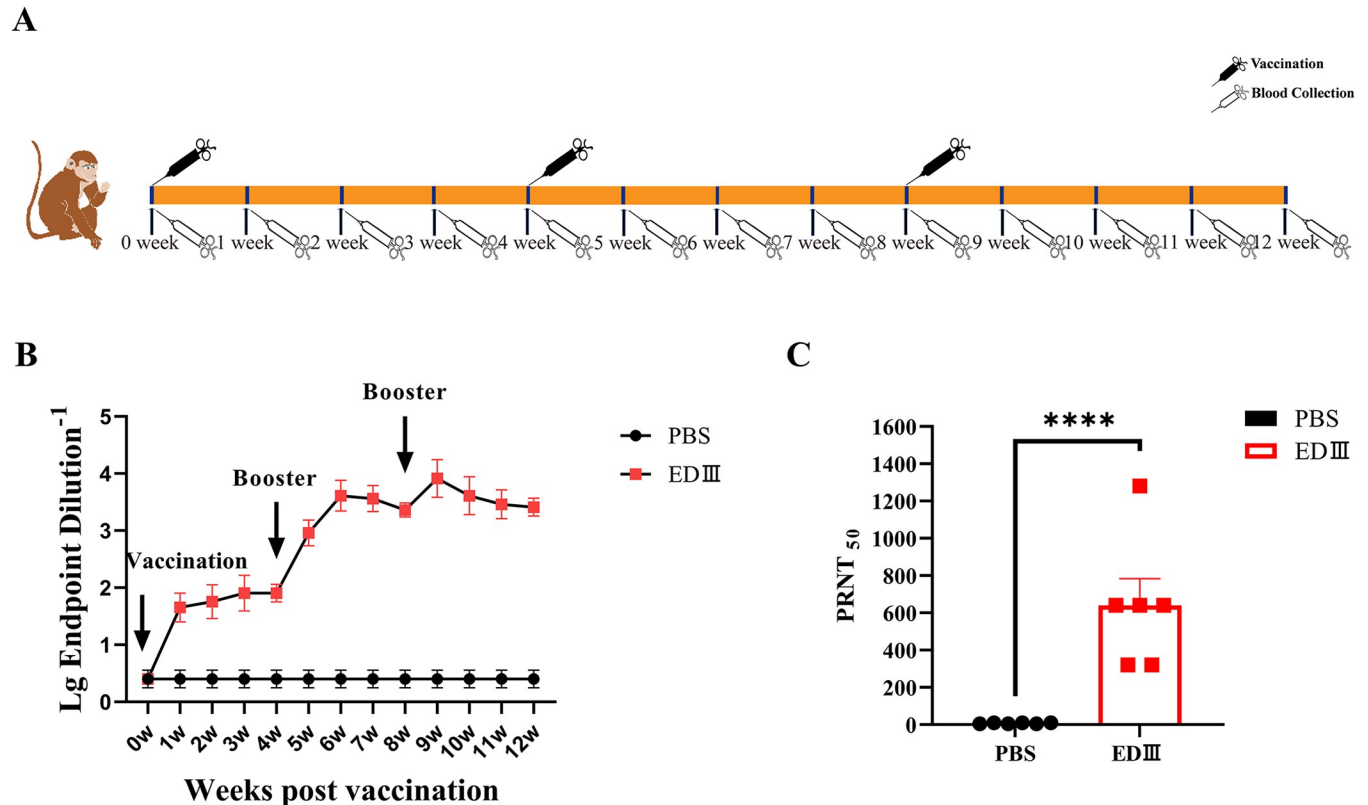 A
Vaccination
Blood Collection
0 week
1 week
2 week
3 week
4 week
5 week
6 week
7 week
8 week
9 week
10 week
11 week
12 week
B
Lg Endpoint Dilution-1
5
4
3
2
1
0
Vaccination
Booster
Booster
PBS
EDⅢ
0w
1w
2w
3w
4w
5w
6w
7w
8w
9w
10w
11w
12w
Weeks post vaccination
C
PRNT 50
1600
1400
1200
1000
800
600
400
200
0
****
PBS
EDⅢ
PBS
EDⅢ